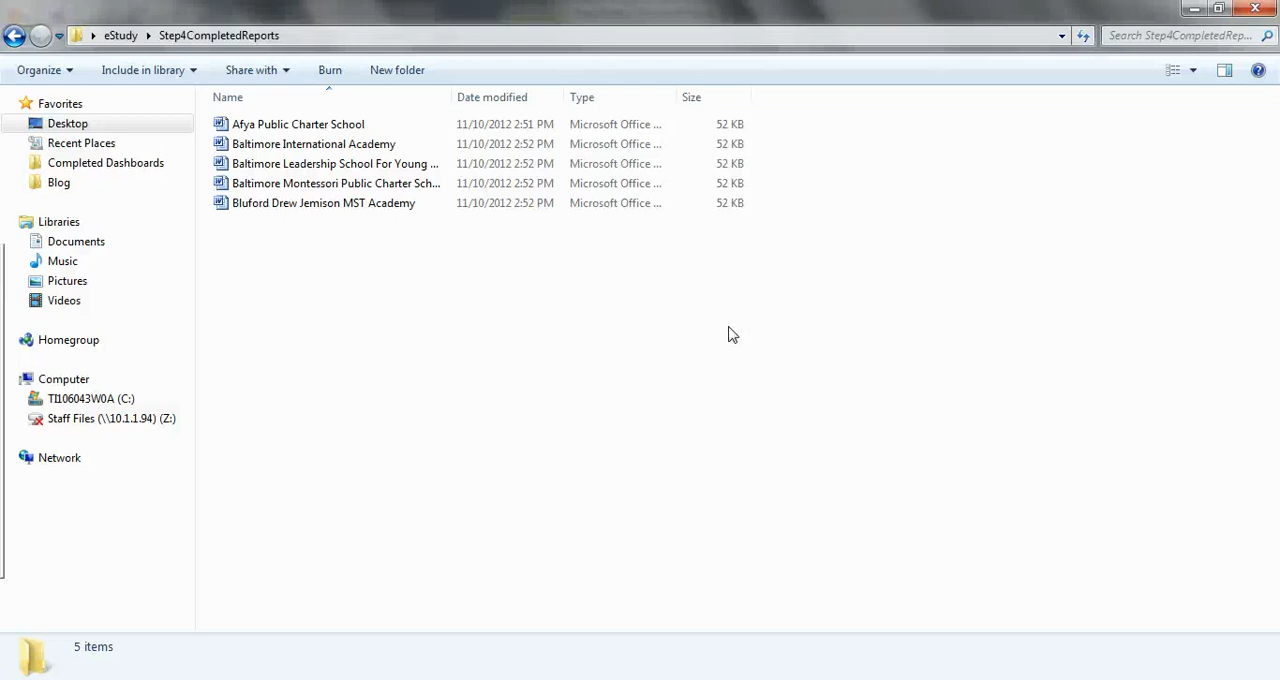 eStudy Step4CompletedReports Search Step4CompletedRep...
Organize Include in library Share with Burn New folder
Name Date modified Type Size
Favorites
Desktop
Recent Places
Completed Dashboards
Blog
Libraries
Documents
Music
Pictures
Videos
Homegroup
Computer
TI106043W0A (C:)
Staff Files (\\10.1.1.94) (Z:)
Network
Afya Public Charter School 11/10/2012 2:51 PM Microsoft Office ... 52 KB
Baltimore International Academy 11/10/2012 2:52 PM Microsoft Office ... 52 KB
Baltimore Leadership School For Young ... 11/10/2012 2:52 PM Microsoft Office ... 52 KB
Baltimore Montessori Public Charter Sch... 11/10/2012 2:52 PM Microsoft Office ... 52 KB
Bluford Drew Jemison MST Academy 11/10/2012 2:52 PM Microsoft Office ... 52 KB
5 items